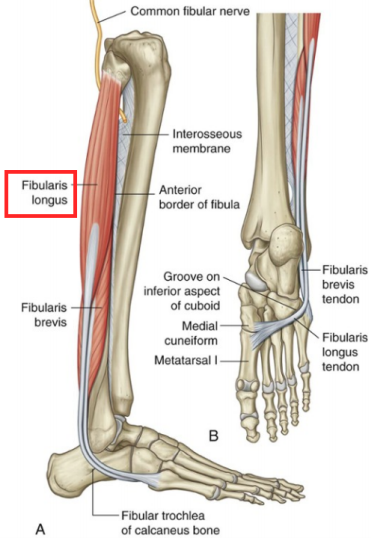 Common fibular nerve
Interosseous
membrane
Fibularis
longus
Anterior
border of fibula
Groove on
inferior aspect
of cuboid
Fibularis
brevis
tendon
Fibularis
brevis
Medial
cuneiform
Fibularis
longus
tendon
Metatarsal I
B
Fibular trochlea
of calcaneus bone
A